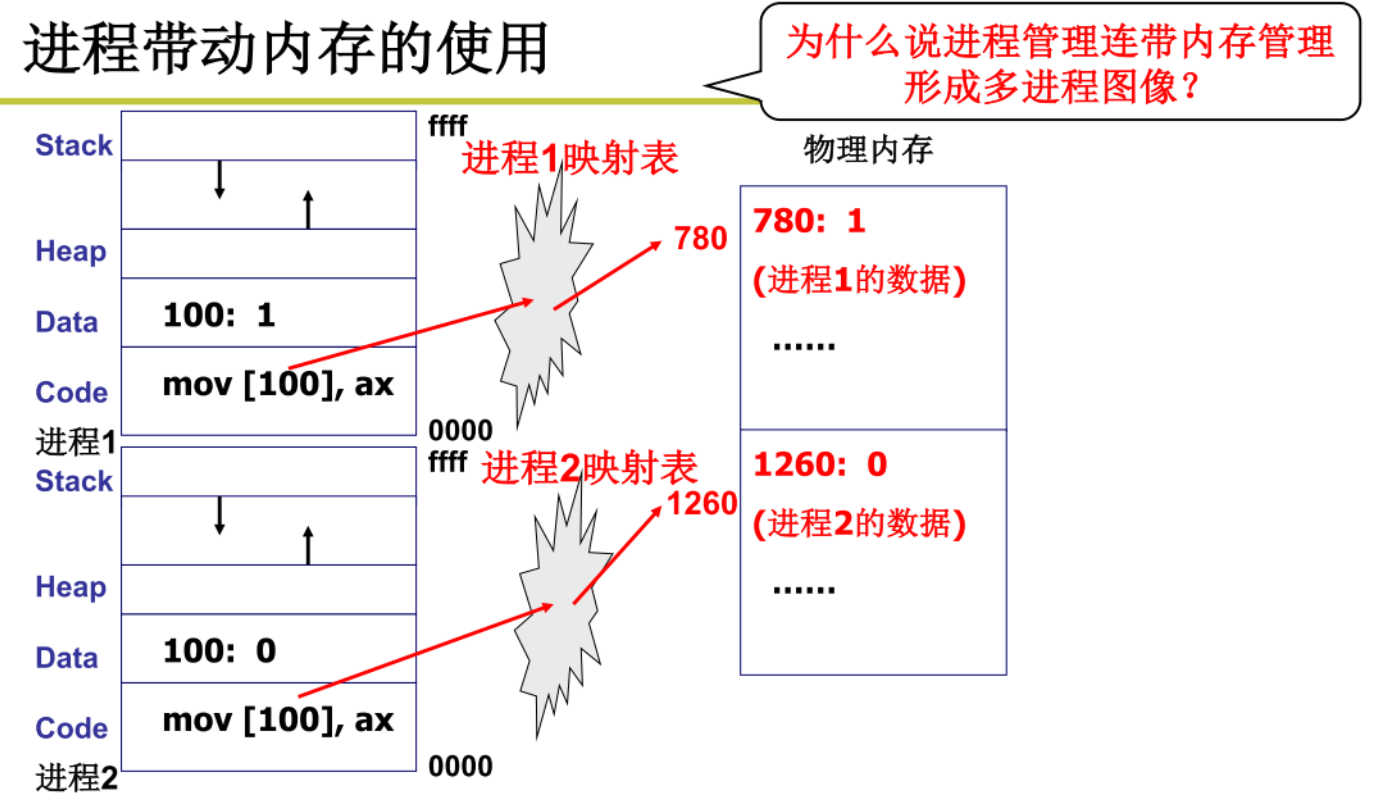 进程带动内存的使用
为什么说进程管理连带内存管理
形成多进程图像？
Stack
ffff
进程1映射表
物理内存
780
780: 1
Heap
(进程1的数据)
Data
100: 1
......
Code
mov [100], ax
进程1
0000
ffff
进程2映射表
1260: 0
Stack
1260
(进程2的数据)
Heap
......
Data
100: 0
Code
mov [100], ax
进程2
0000